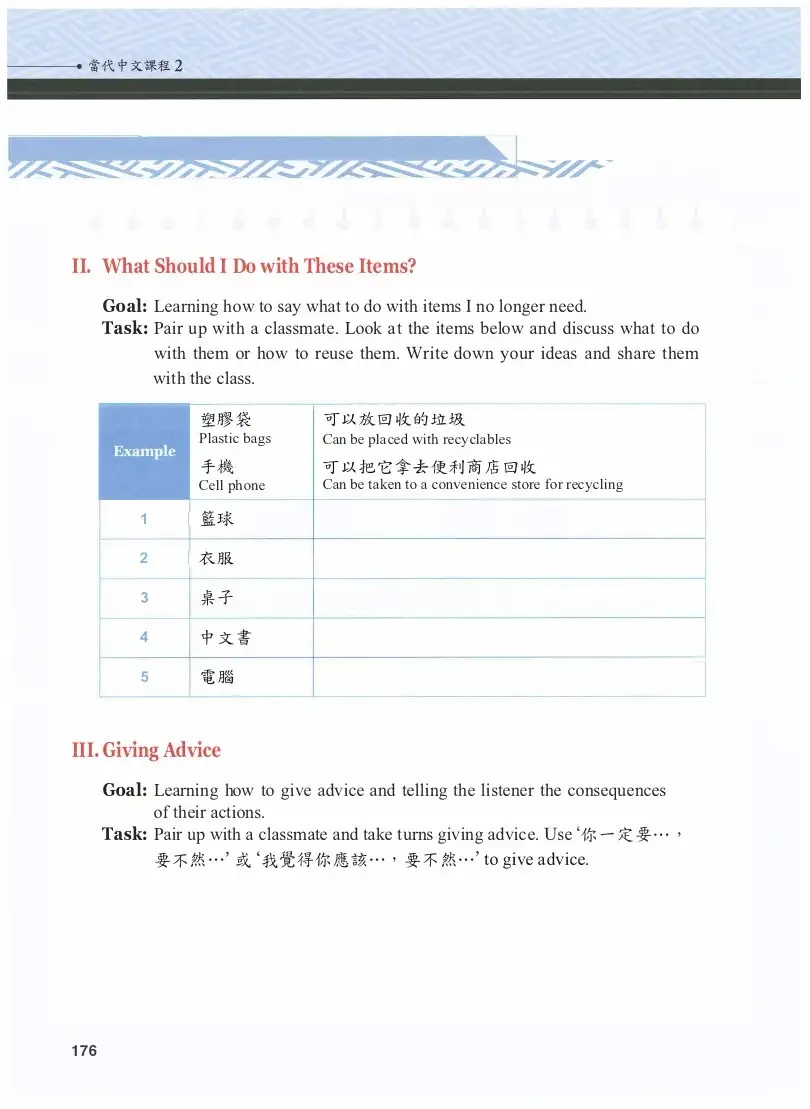 當代中文課程 2
II. What Should I Do with These Items?
Goal: Learning how to say what to do with items I no longer need.
Task: Pair up with a classmate. Look at the items below and discuss what to do
with them or how to reuse them. Write down your ideas and share them
with the class.
Example
塑膠袋 可以放回收的垃圾
Plastic bags Can be placed with recyclables
手機 可以把它拿去便利商店回收
Cell phone Can be taken to a convenience store for recycling
1 籃球
2 衣服
3 桌子
4 中文書
5 電腦
III. Giving Advice
Goal: Learning how to give advice and telling the listener the consequences
of their actions.
Task: Pair up with a classmate and take turns giving advice. Use ‘你一定要…，
要不然…’ 或 ‘我覺得你應該…，要不然…’ to give advice.
176